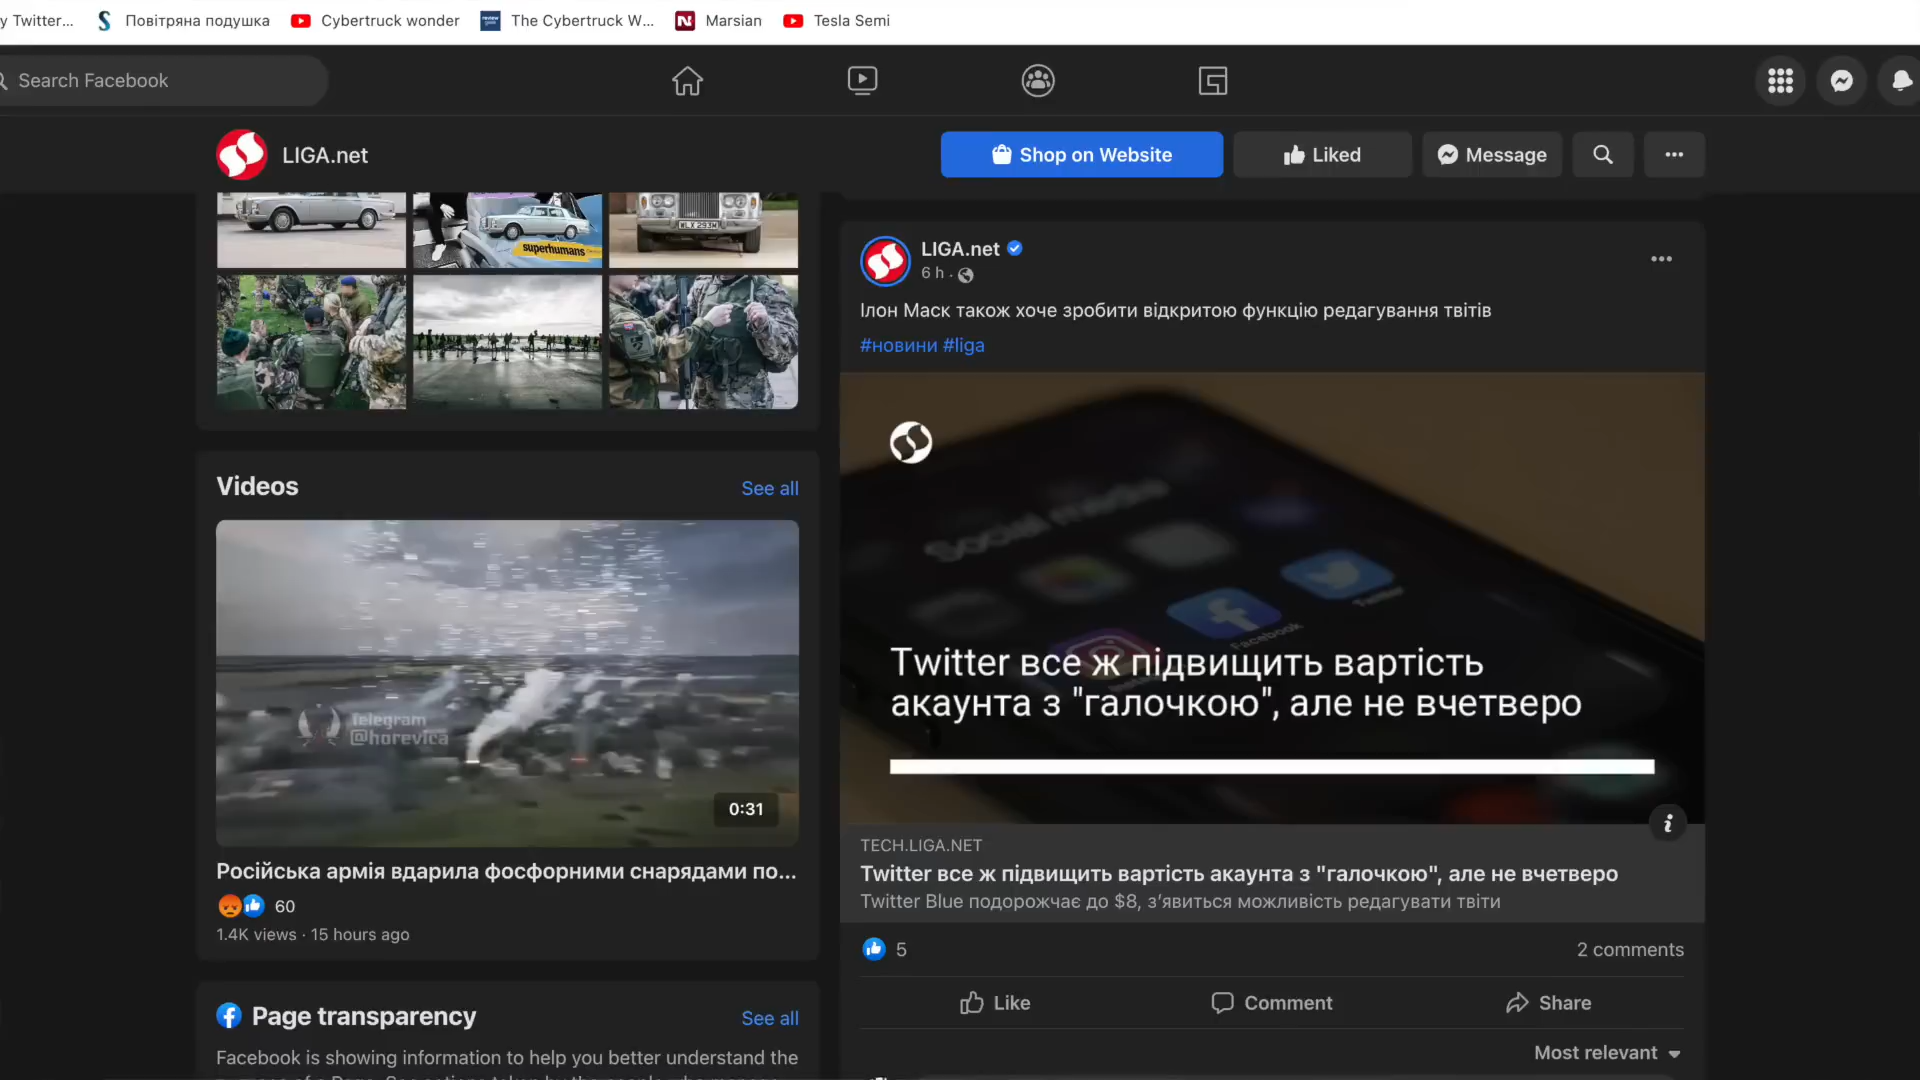 y Twitter...
Повітряна подушка
Cybertruck wonder
The Cybertruck W...
Marsian
Tesla Semi
Search Facebook
LIGA.net
Shop on Website
Liked
Message
superhumans
Videos
See all
Telegram
@horevica
0:31
Російська армія вдарила фосфорними снарядами по...
60
1.4K views · 15 hours ago
Page transparency
See all
Facebook is showing information to help you better understand the
LIGA.net
6 h ·
Ілон Маск також хоче зробити відкритою функцію редагування твітів
#новини #liga
Social media
Twitter
Facebook
Twitter все ж підвищить вартість
акаунта з "галочкою", але не вчетверо
TECH.LIGA.NET
Twitter все ж підвищить вартість акаунта з "галочкою", але не вчетверо
Twitter Blue подорожчає до $8, з’явиться можливість редагувати твіти
5
2 comments
Like
Comment
Share
Most relevant